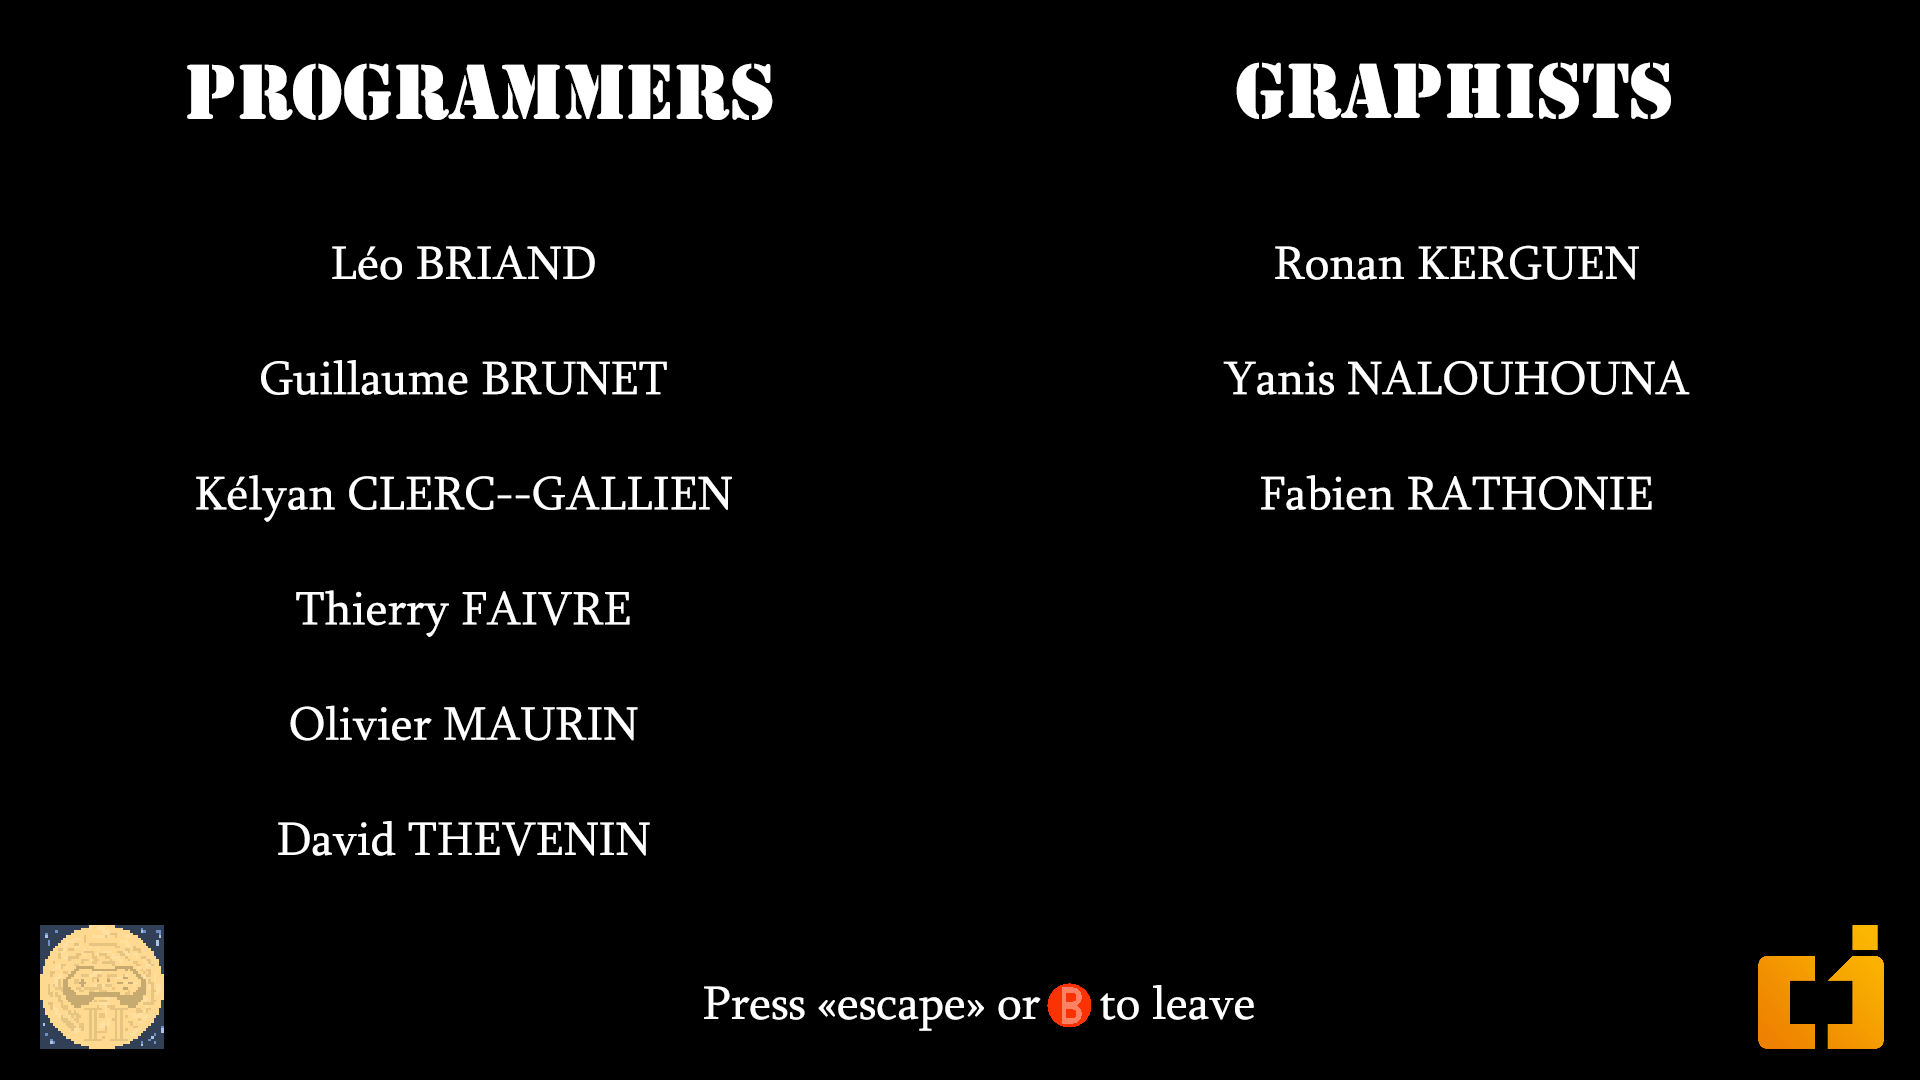 PROGRAMMERS
Léo BRIAND
Guillaume BRUNET
Kélyan CLERC--GALLIEN
Thierry FAIVRE
Olivier MAURIN
David THEVENIN
GRAPHISTS
Ronan KERGUEN
Yanis NALOUHOUNA
Fabien RATHONIE
Press «escape» or B to leave